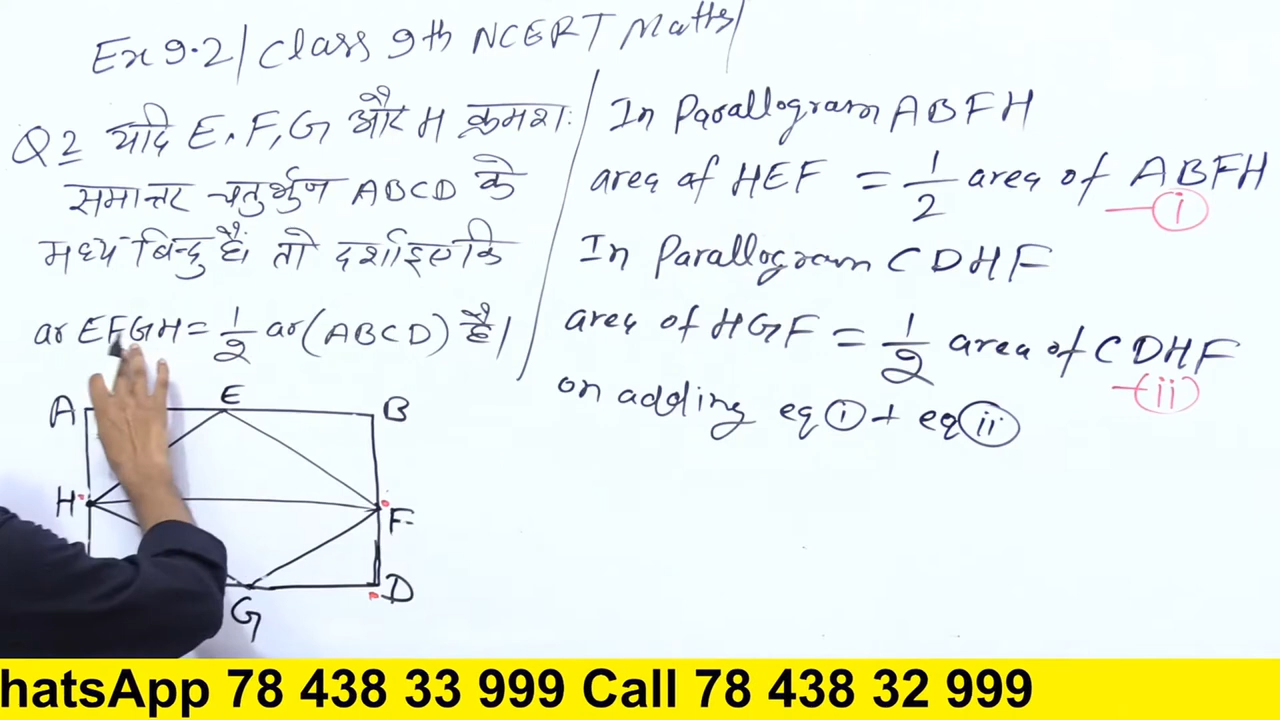 Ex 9.2 | Class 9th NCERT Maths |
Q2 यदि E, F, G और H क्रमशः
समान्तर चतुर्भुज ABCD के
मध्य बिन्दु है। तो दर्शाइए कि
ar EFGH = 1/2 ar (ABCD) है।
A E B
H F
G D
In Parallogram ABFH
area of HEF = 1/2 area of ABFH
(i)
In Parallogram CDHF
area of HGF = 1/2 area of CDHF
(ii)
on adding eq (i) + eq (ii)
hatsApp 78 438 33 999 Call 78 438 32 999